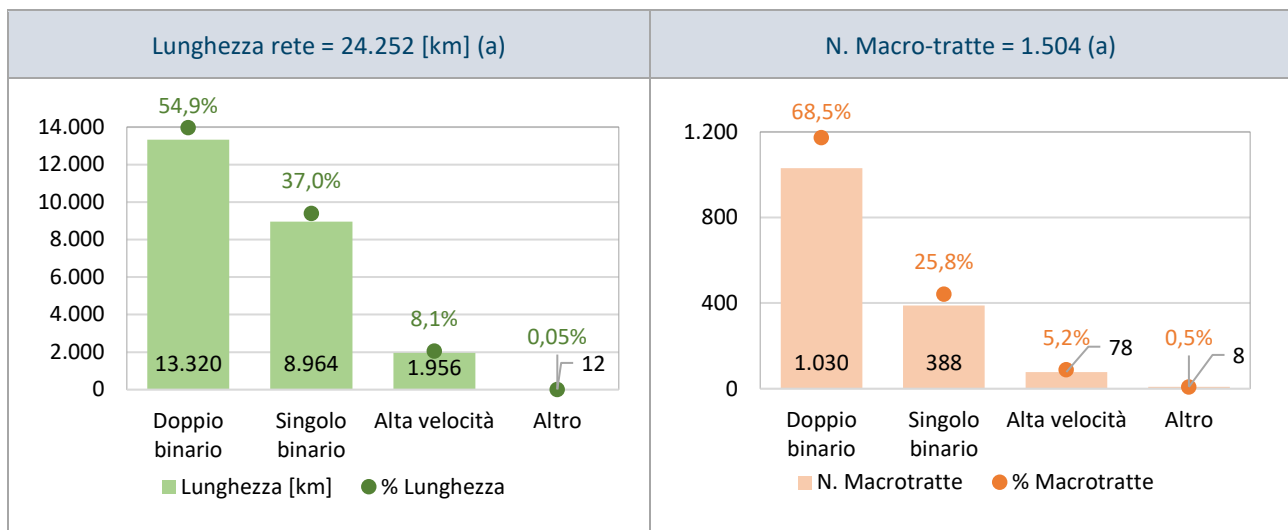 Lunghezza rete = 24.252 [km] (a)
N. Macro-tratte = 1.504 (a)
54,9%
14.000
12.000
10.000
8.000
6.000
4.000
2.000
0
37,0%
8,1%
0,05%
13.320
8.964
1.956
12
Doppio
binario
Singolo
binario
Alta velocità
Altro
Lunghezza [km]
% Lunghezza
68,5%
1.200
800
400
0
25,8%
5,2%
0,5%
1.030
388
78
8
Doppio
binario
Singolo
binario
Alta velocità
Altro
N. Macrotratte
% Macrotratte